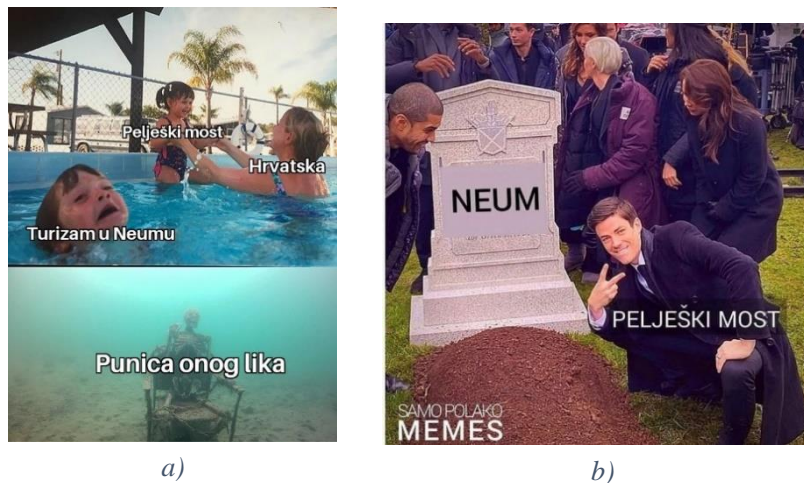 Pelješki most
Hrvatska
Turizam u Neumu
Punica onog lika
a)
NEUM
PELJEŠKI MOST
SAMO POLAKO
MEMES
b)